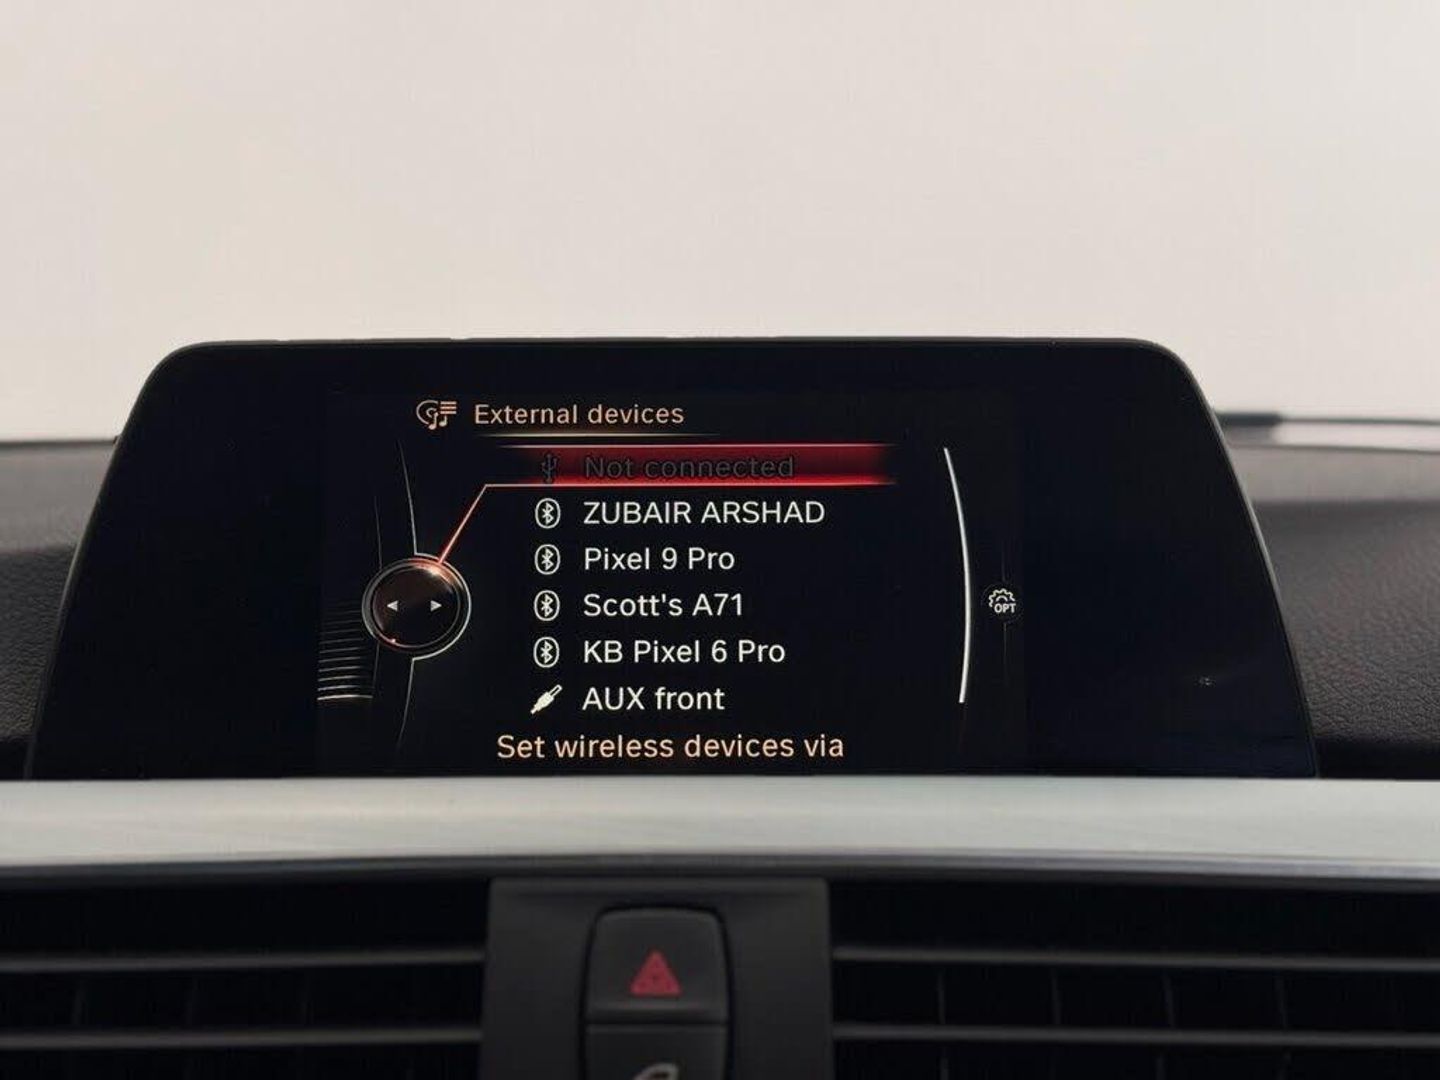 External devices
Not connected
ZUBAIR ARSHAD
Pixel 9 Pro
Scott's A71
KB Pixel 6 Pro
AUX front
OPT
Set wireless devices via